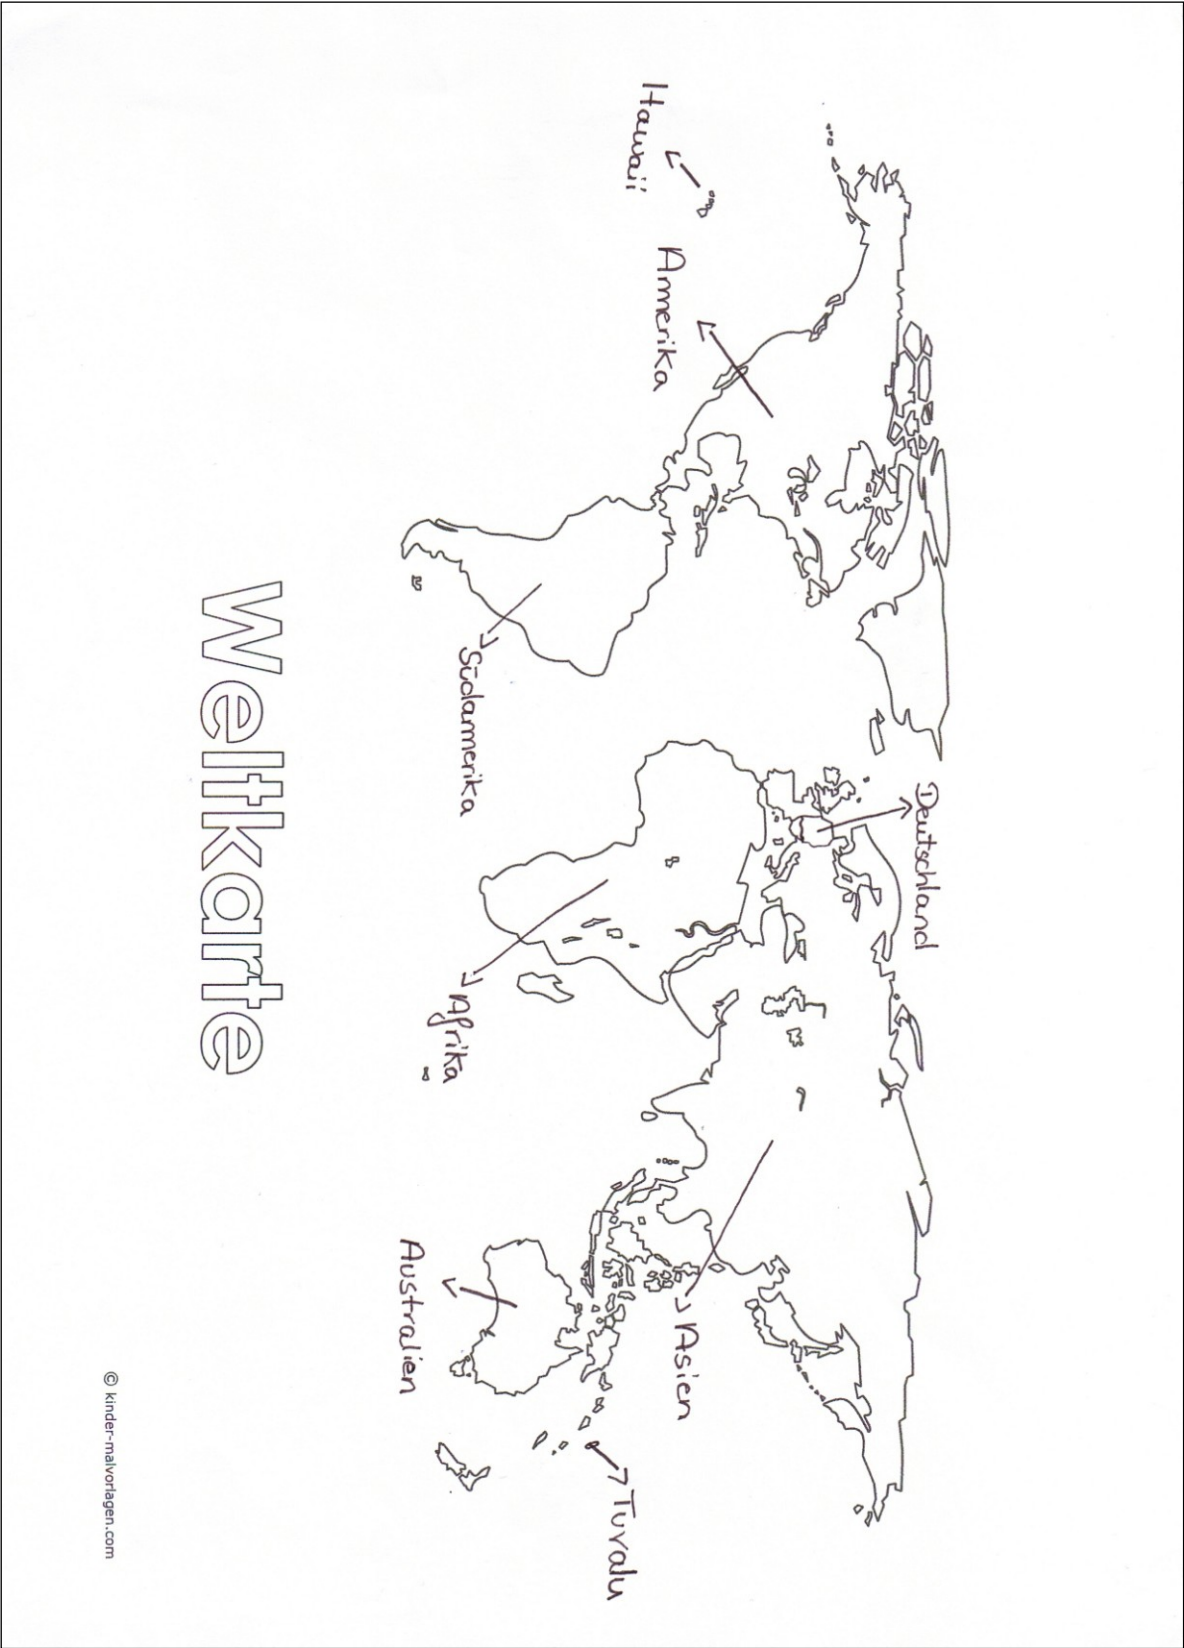 Deutschland
Hawaii
Amerika
Asien
Tuvalu
Südamerika
Afrika
Australien
Weltkarte
© kinder-malvorlagen.com